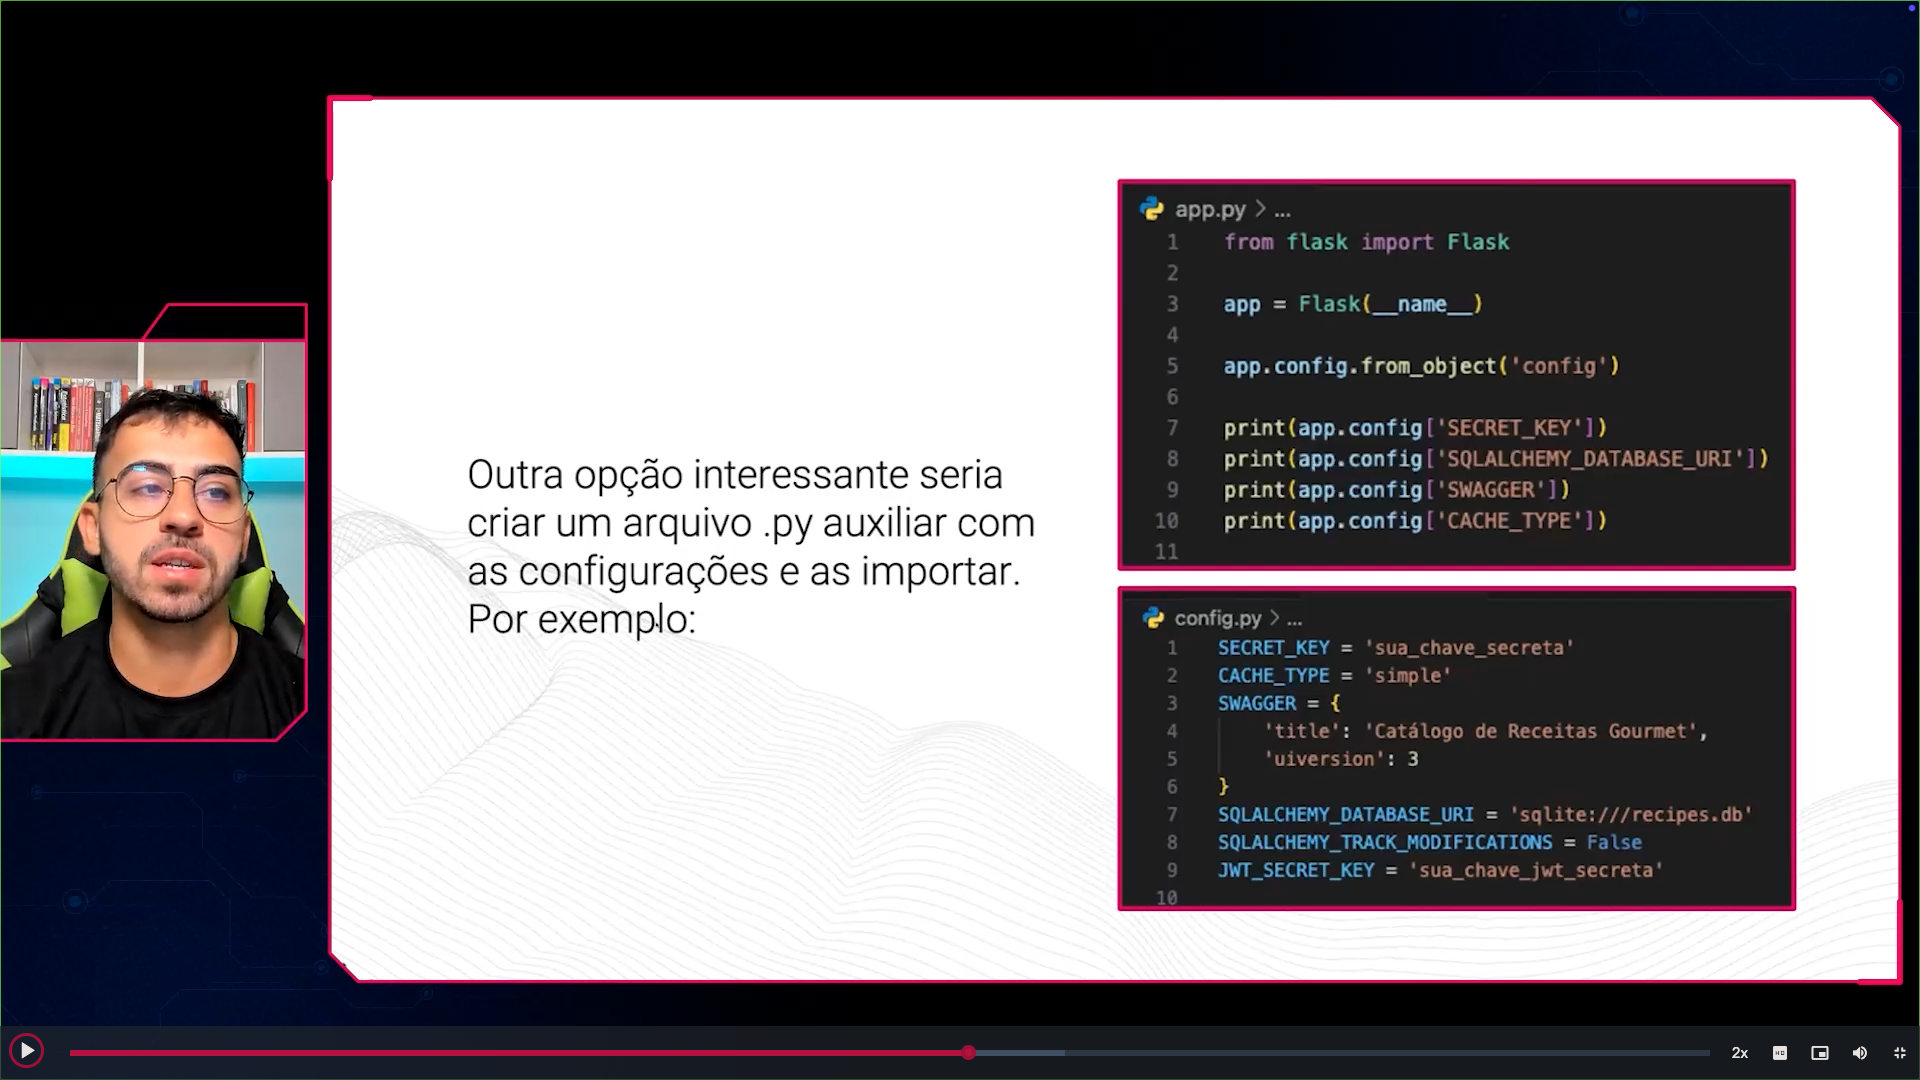 Outra opção interessante seria
criar um arquivo .py auxiliar com
as configurações e as importar.
Por exemplo:
app.py > ...
1 from flask import Flask
2
3 app = Flask(__name__)
4
5 app.config.from_object('config')
6
7 print(app.config['SECRET_KEY'])
8 print(app.config['SQLALCHEMY_DATABASE_URI'])
9 print(app.config['SWAGGER'])
10 print(app.config['CACHE_TYPE'])
11
config.py > ...
1 SECRET_KEY = 'sua_chave_secreta'
2 CACHE_TYPE = 'simple'
3 SWAGGER = {
4 'title': 'Catálogo de Receitas Gourmet',
5 'uiversion': 3
6 }
7 SQLALCHEMY_DATABASE_URI = 'sqlite:///recipes.db'
8 SQLALCHEMY_TRACK_MODIFICATIONS = False
9 JWT_SECRET_KEY = 'sua_chave_jwt_secreta'
10
2x